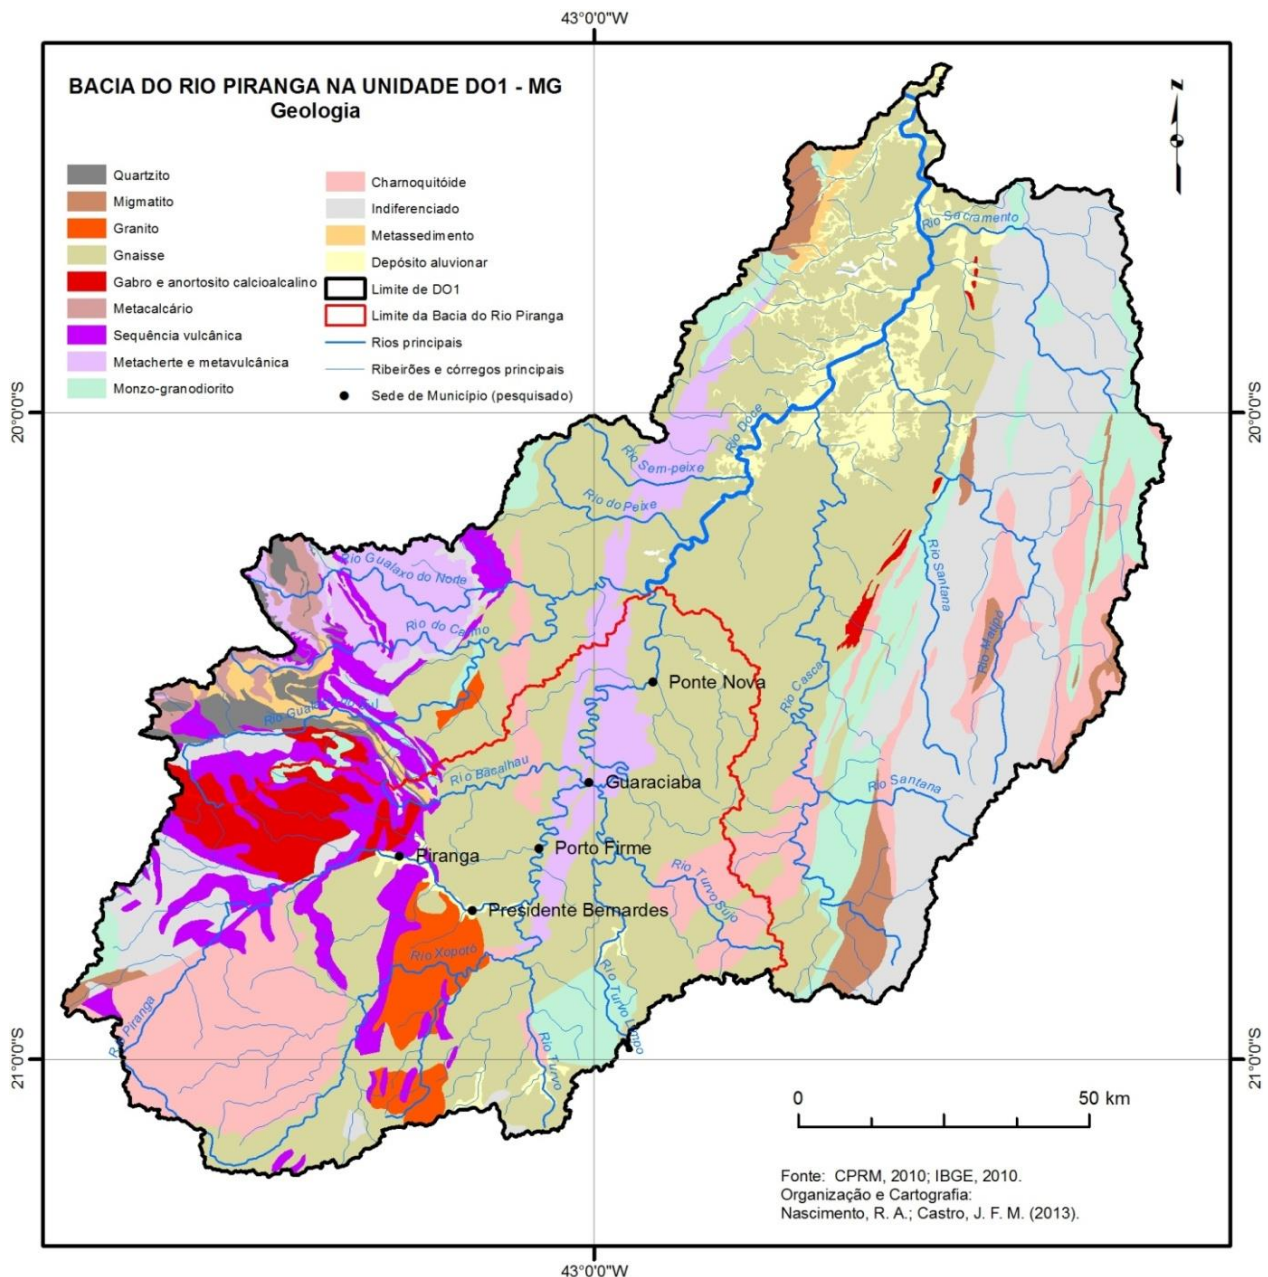 43°0'0"W
BACIA DO RIO PIRANGA NA UNIDADE DO1 - MG
Geologia
N
Quartzito
Migmatito
Granito
Gnaisse
Gabro e anortosito calcioalcalino
Metacalcário
Sequência vulcânica
Metacherte e metavulcânica
Monzo-granodiorito
Charnoquitóide
Indiferenciado
Metassedimento
Depósito aluvionar
Limite de DO1
Limite da Bacia do Rio Piranga
Rios principais
Ribeirões e córregos principais
Sede de Município (pesquisado)
Rio Sacramento
20°0'0"S
20°0'0"S
Rio Doce
Rio Sem-peixe
Rio do Peixe
Rio Gualaxo do Norte
Rio do Carmo
Rio Santana
Rio Matipó
Rio Casca
Ponte Nova
Rio Gualaxo do Sul
Rio Bacalhau
Guaraciaba
Rio Santana
Piranga
Porto Firme
Rio Turvo Sujo
Presidente Bernardes
Rio Xopotó
Rio Turvo Limpo
Rio Piranga
Rio Turvo
21°0'0"S
21°0'0"S
0 50 km
Fonte: CPRM, 2010; IBGE, 2010.
Organização e Cartografia:
Nascimento, R. A.; Castro, J. F. M. (2013).
43°0'0"W